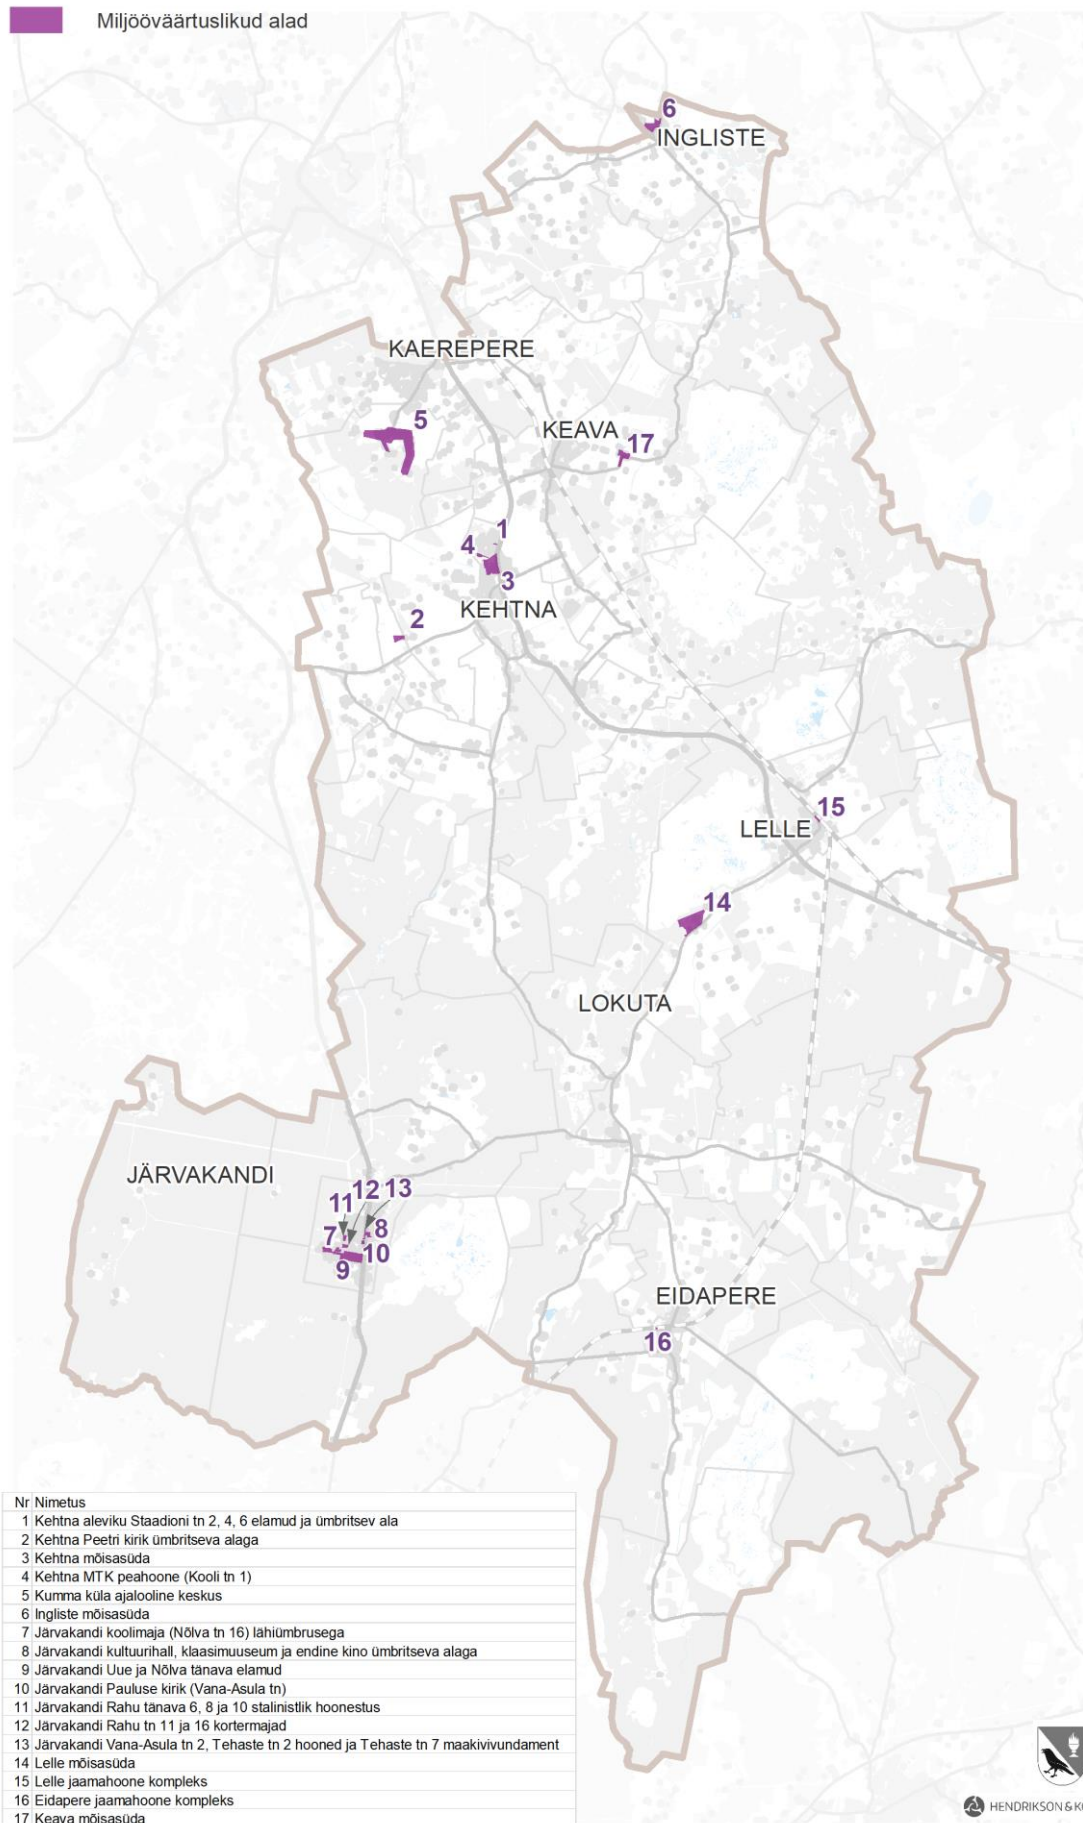 Miljööväärtuslikud alad
6
INGLISTE
KAEREPERE
5
KEAVA
17
1
4
3
KEHTNA
2
15
LELLE
14
LOKUTA
JÄRVAKANDI
12
13
11
7
8
10
9
EIDAPERE
16
Nr Nimetus
1 Kehtna aleviku Staadioni tn 2, 4, 6 elamud ja ümbritsev ala
2 Kehtna Peetri kirik ümbritseva alaga
3 Kehtna mõisasüda
4 Kehtna MTK peahoone (Kooli tn 1)
5 Kumma küla ajalooline keskus
6 Ingliste mõisasüda
7 Järvakandi koolimaja (Nõlva tn 16) lähiümbrusega
8 Järvakandi kultuurihall, klaasimuuseum ja endine kino ümbritseva alaga
9 Järvakandi Uue ja Nõlva tänava elamud
10 Järvakandi Pauluse kirik (Vana-Asula tn)
11 Järvakandi Rahu tänava 6, 8 ja 10 stalinistlik hoonestus
12 Järvakandi Rahu tn 11 ja 16 kortermajad
13 Järvakandi Vana-Asula tn 2, Tehaste tn 2 hooned ja Tehaste tn 7 maakivivundament
14 Lelle mõisasüda
15 Lelle jaamahoone kompleks
16 Eidapere jaamahoone kompleks
17 Keava mõisasüda
HENDRIKSON & KO